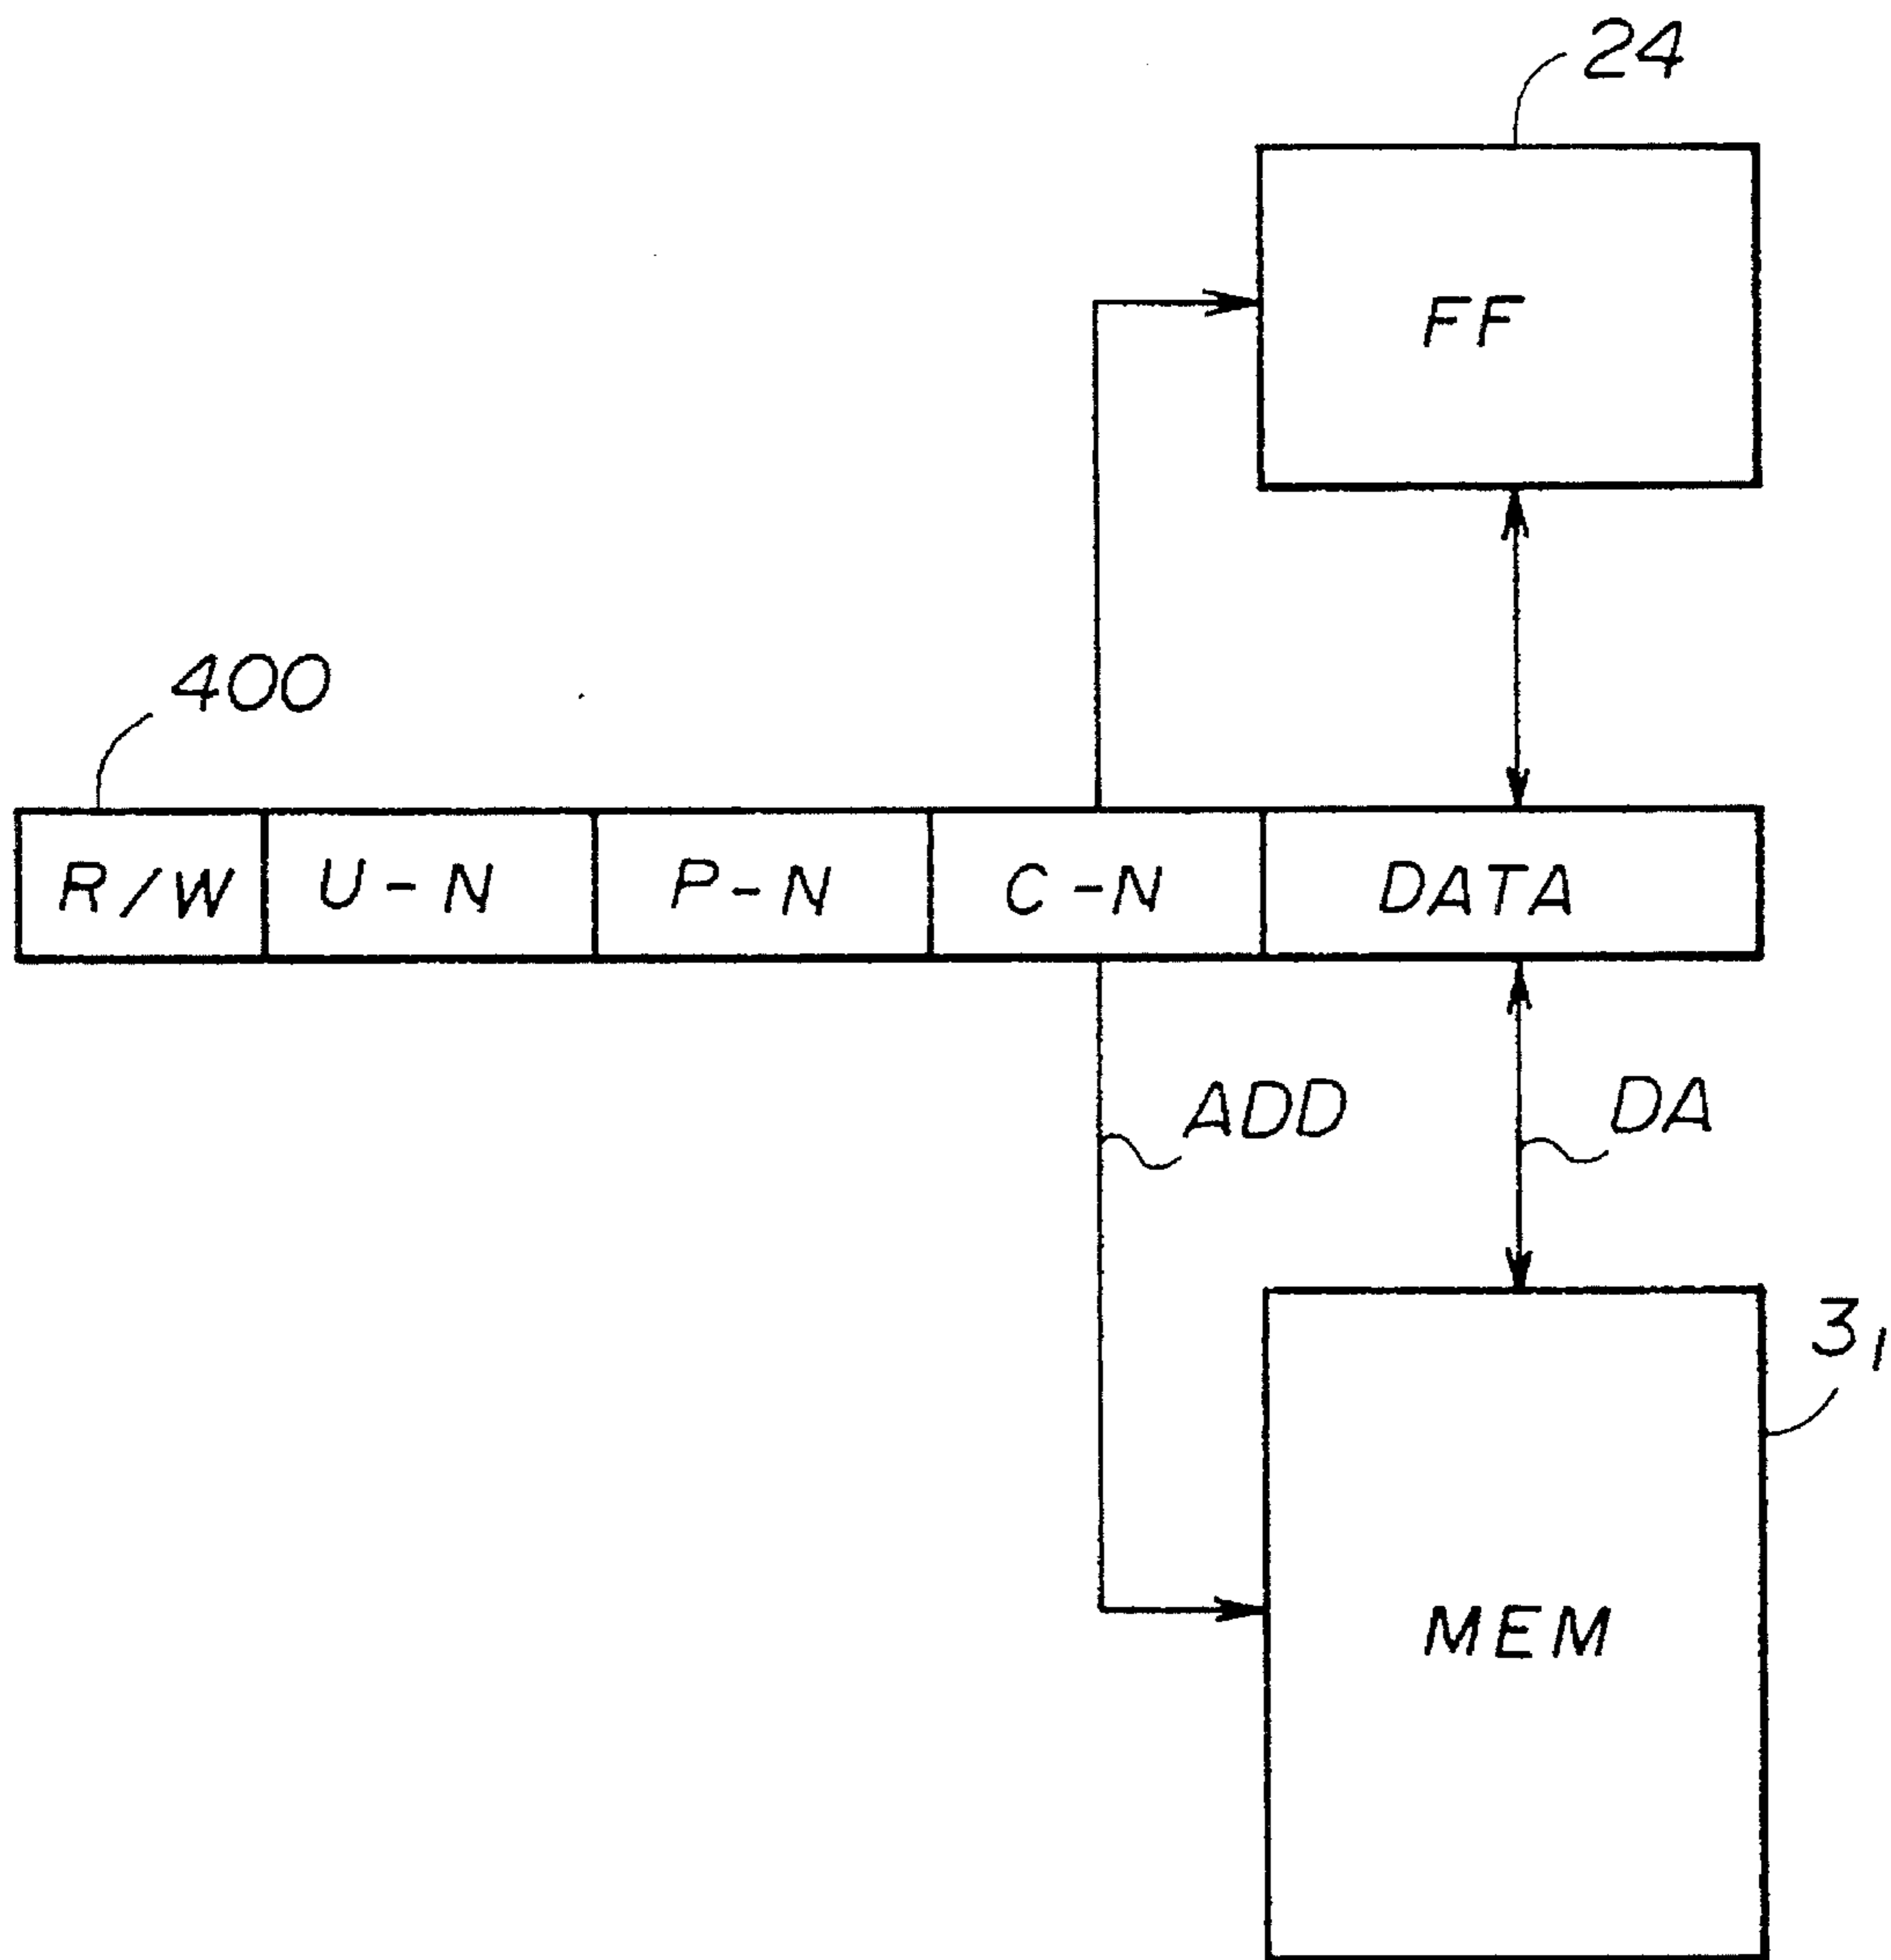 24
FF
400
R/W U-N P-N C-N DATA
ADD DA
3₁
MEM